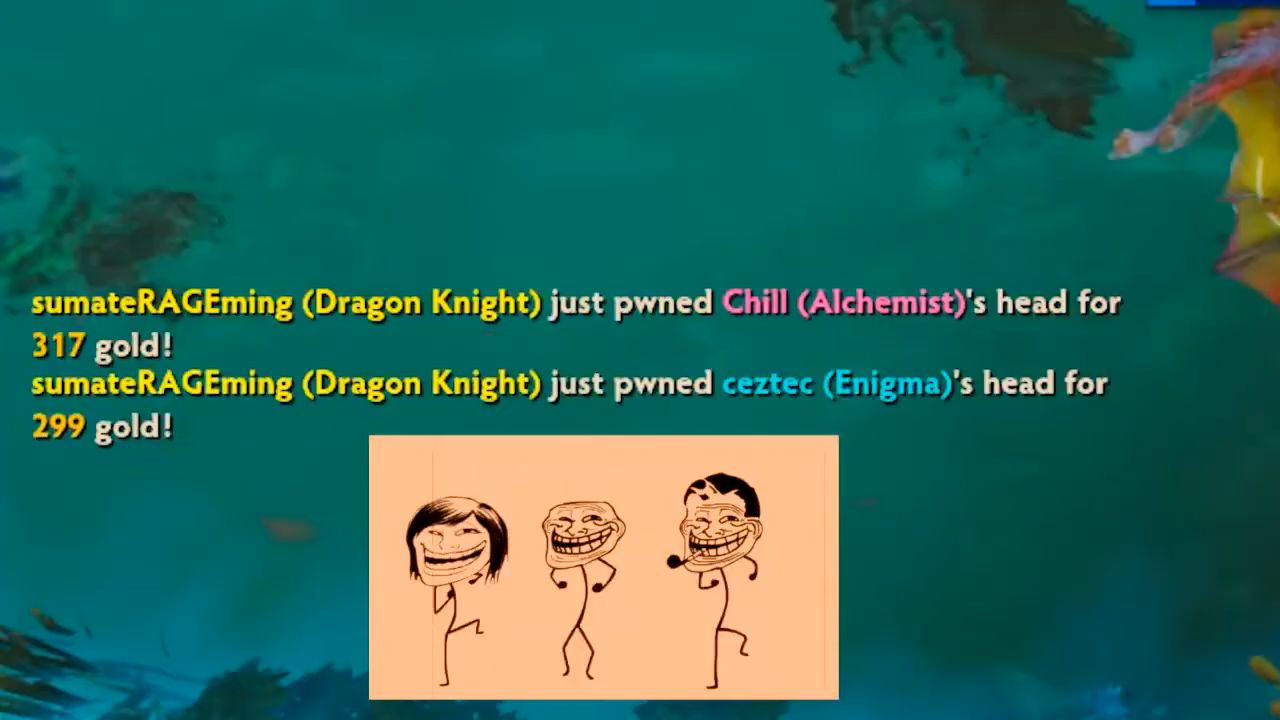 sumateRAGEming (Dragon Knight) just pwned Chill (Alchemist)'s head for
317 gold!
sumateRAGEming (Dragon Knight) just pwned ceztec (Enigma)'s head for
299 gold!